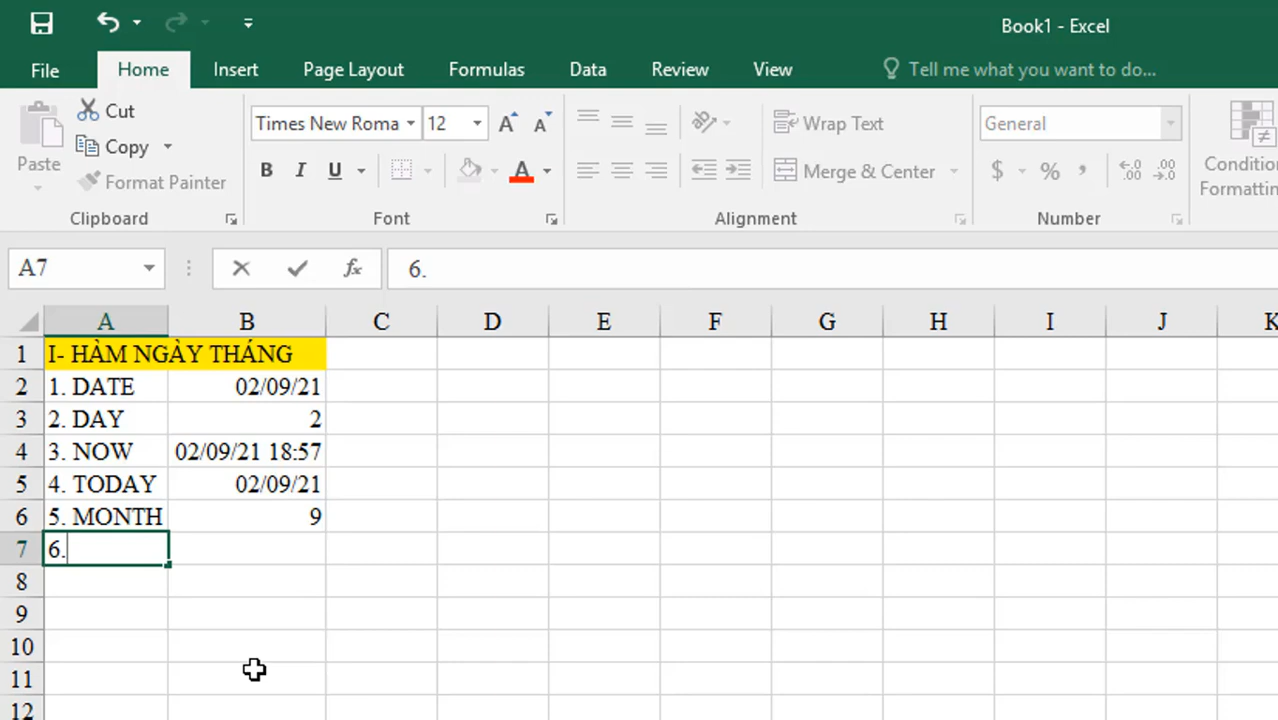 Book1 - Excel
File Home Insert Page Layout Formulas Data Review View Tell me what you want to do...
Paste
Cut
Copy
Format Painter
Clipboard
Times New Roma 12
B I U A
Font
Wrap Text
Merge & Center
Alignment
General
$ % ,
Number
Condition
Formatting
A7 fx 6.
A B C D E F G H I J K
1 I- HÀM NGÀY THÁNG
2 1. DATE 02/09/21
3 2. DAY 2
4 3. NOW 02/09/21 18:57
5 4. TODAY 02/09/21
6 5. MONTH 9
7 6.
8
9
10
11
12